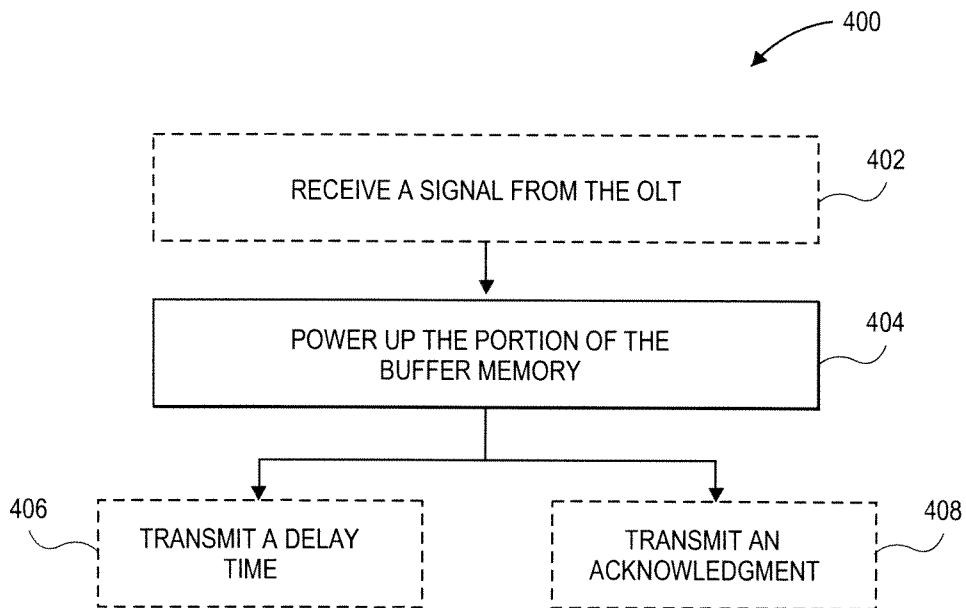 400
RECEIVE A SIGNAL FROM THE OLT
402
POWER UP THE PORTION OF THE
BUFFER MEMORY
404
406
TRANSMIT A DELAY
TIME
TRANSMIT AN
ACKNOWLEDGMENT
408